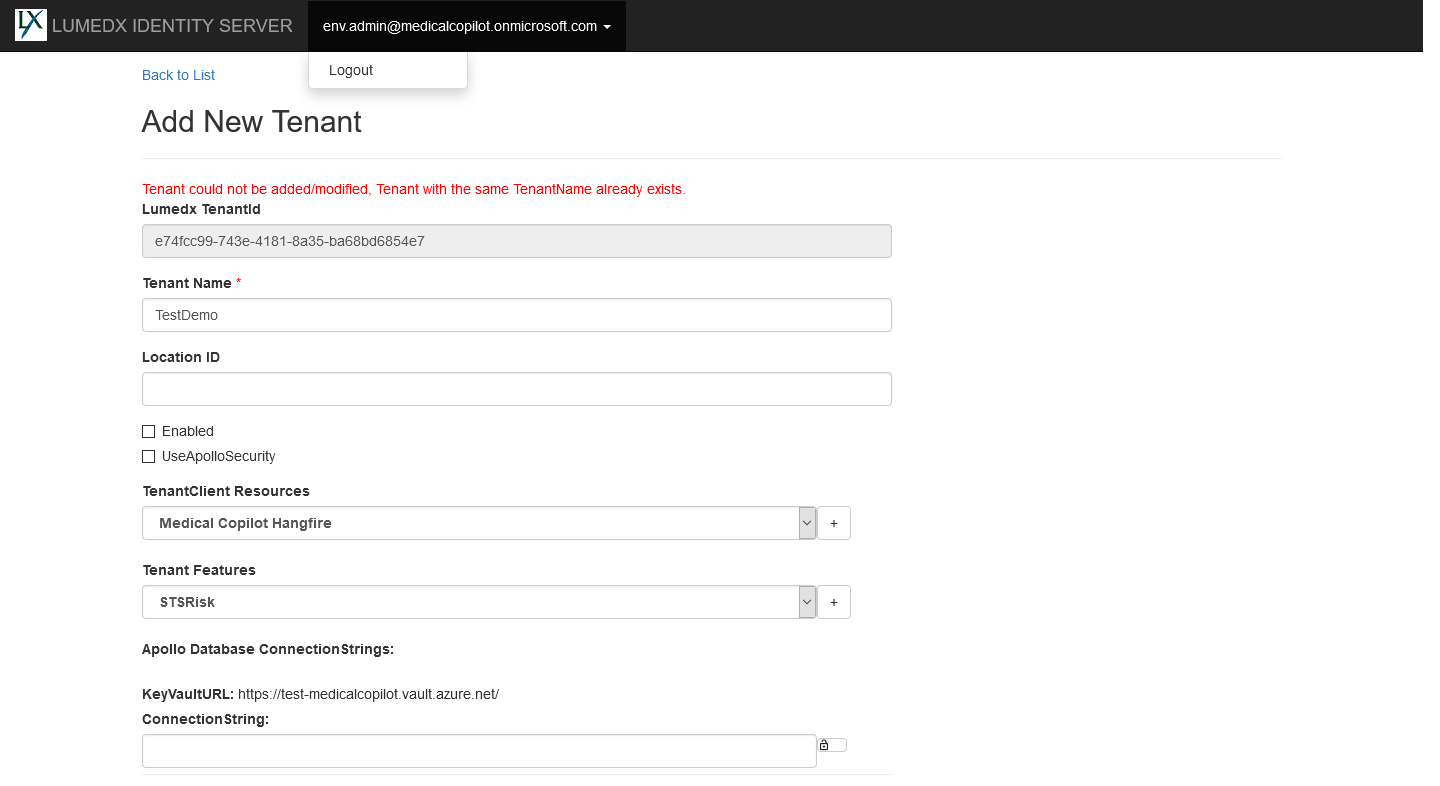 LX LUMEDX IDENTITY SERVER env.admin@medicalcopilot.onmicrosoft.com
Logout
Back to List
Add New Tenant
Tenant could not be added/modified, Tenant with the same TenantName already exists.
Lumedx TenantId
e74fcc99-743e-4181-8a35-ba68bd6854e7
Tenant Name *
TestDemo
Location ID
Enabled
UseApolloSecurity
TenantClient Resources
Medical Copilot Hangfire +
Tenant Features
STSRisk +
Apollo Database ConnectionStrings:
KeyVaultURL: https://test-medicalcopilot.vault.azure.net/
ConnectionString: